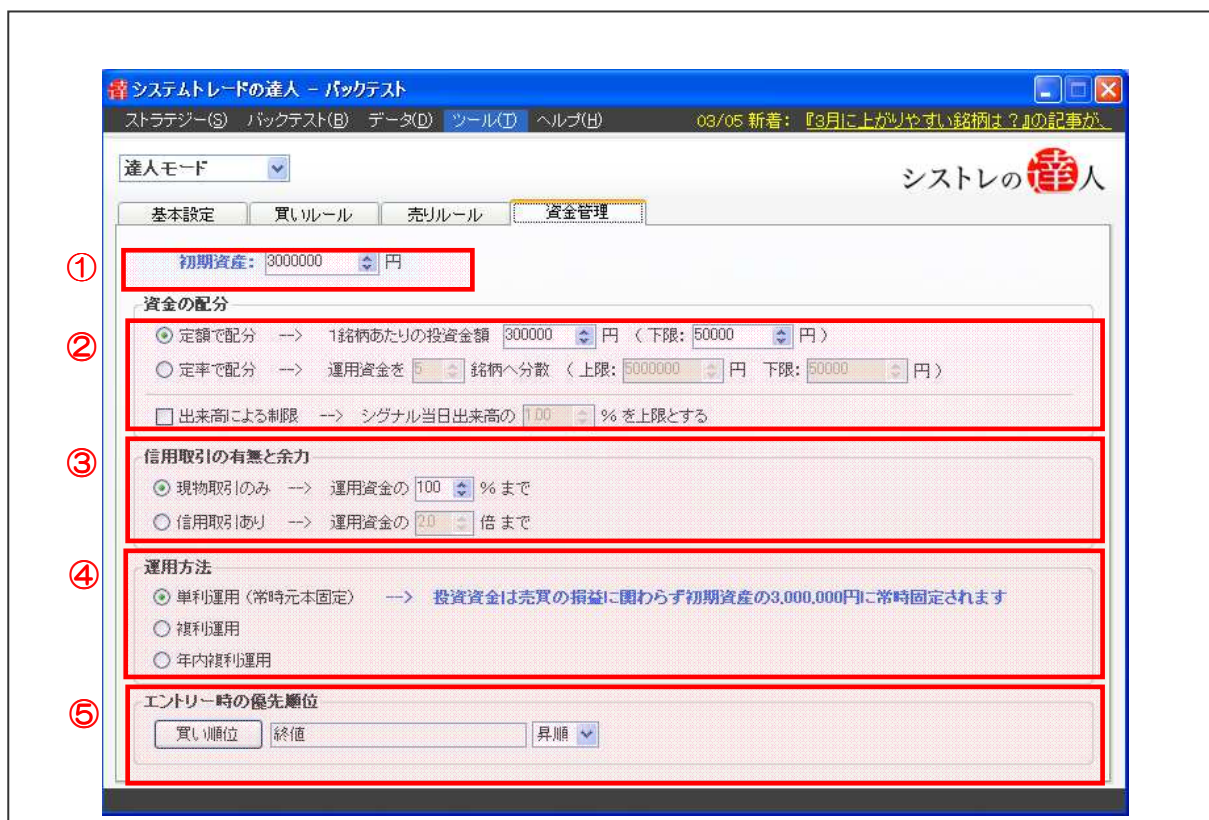 システムトレードの達人 － バックテスト
ストラテジー(S) バックテスト(B) データ(D) ツール(T) ヘルプ(H) 03/05 新着： 『3月に上がりやすい銘柄は？』の記事が、
達人モード
シストレの達人
基本設定 買いルール 売りルール 資金管理
① 初期資産： 3000000 円
資金の配分
② 定額で配分 --> 1銘柄あたりの投資金額 300000 円 （下限： 50000 円）
定率で配分 --> 運用資金を 5 銘柄へ分散 （上限： 5000000 円 下限： 50000 円）
出来高による制限 --> シグナル当日出来高の 1.00 % を上限とする
③ 信用取引の有無と余力
現物取引のみ --> 運用資金の 100 % まで
信用取引あり --> 運用資金の 2.0 倍 まで
④ 運用方法
単利運用（常時元本固定） --> 投資資金は売買の損益に関わらず初期資産の3,000,000円に常時固定されます
複利運用
年内複利運用
⑤ エントリー時の優先順位
買い順位 終値 昇順